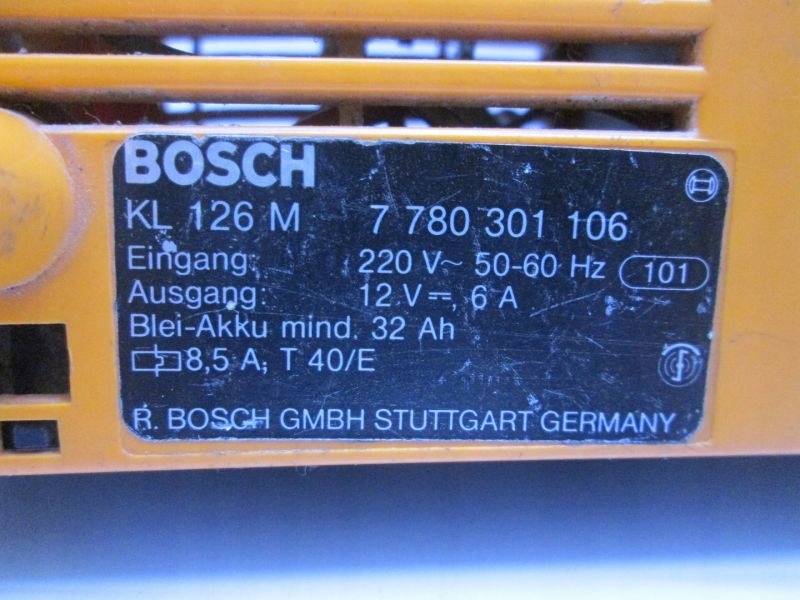 BOSCH
KL 126 M 7 780 301 106
Eingang: 220 V~ 50-60 Hz 101
Ausgang: 12 V⎓, 6 A
Blei-Akku mind. 32 Ah
8,5 A; T 40/E
R. BOSCH GMBH STUTTGART GERMANY